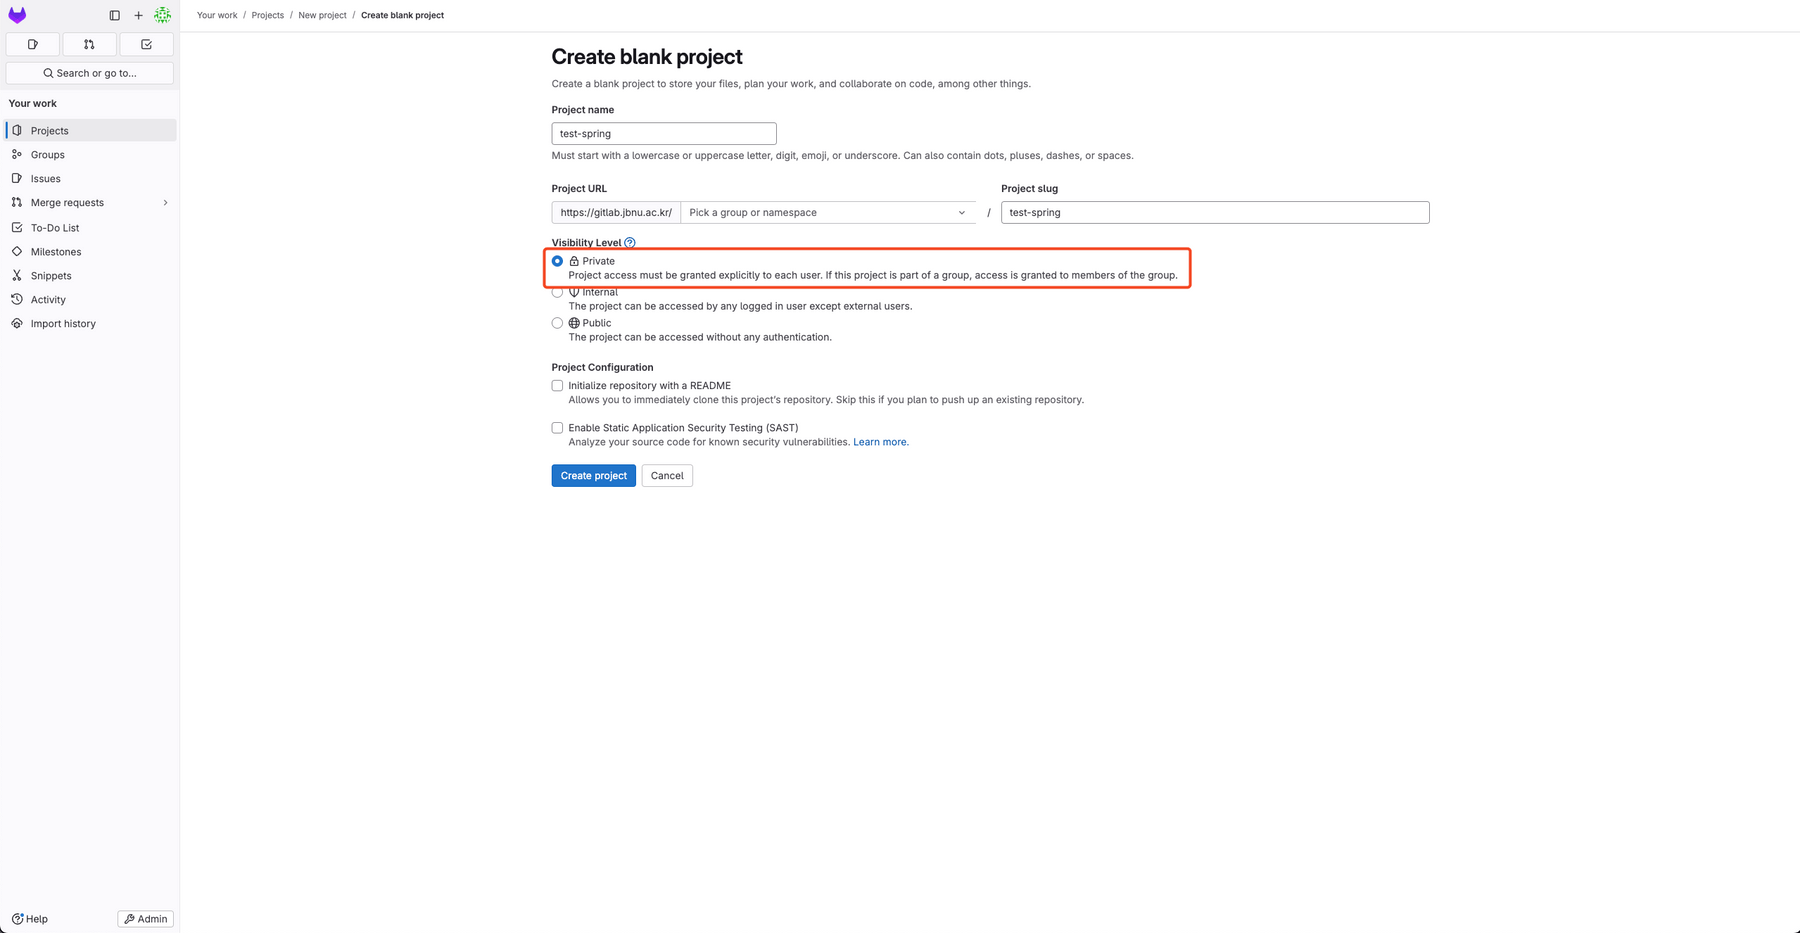 Your work / Projects / New project / Create blank project
Search or go to...
Your work
Projects
Groups
Issues
Merge requests
To-Do List
Milestones
Snippets
Activity
Import history
Help
Admin
Create blank project
Create a blank project to store your files, plan your work, and collaborate on code, among other things.
Project name
test-spring
Must start with a lowercase or uppercase letter, digit, emoji, or underscore. Can also contain dots, pluses, dashes, or spaces.
Project URL
https://gitlab.jbnu.ac.kr/ Pick a group or namespace /
Project slug
test-spring
Visibility Level
Private
Project access must be granted explicitly to each user. If this project is part of a group, access is granted to members of the group.
Internal
The project can be accessed by any logged in user except external users.
Public
The project can be accessed without any authentication.
Project Configuration
Initialize repository with a README
Allows you to immediately clone this project's repository. Skip this if you plan to push up an existing repository.
Enable Static Application Security Testing (SAST)
Analyze your source code for known security vulnerabilities. Learn more.
Create project
Cancel